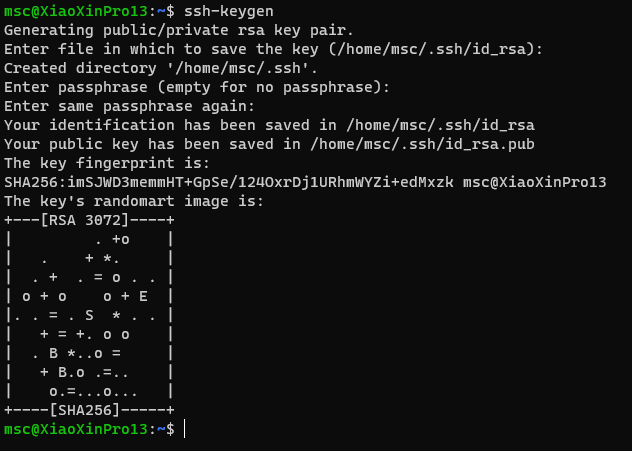 msc@XiaoXinPro13:~$ ssh-keygen
Generating public/private rsa key pair.
Enter file in which to save the key (/home/msc/.ssh/id_rsa):
Created directory '/home/msc/.ssh'.
Enter passphrase (empty for no passphrase):
Enter same passphrase again:
Your identification has been saved in /home/msc/.ssh/id_rsa
Your public key has been saved in /home/msc/.ssh/id_rsa.pub
The key fingerprint is:
SHA256:imSJWD3memmHT+GpSe/124OxrDj1URhmWYZi+edMxzk msc@XiaoXinPro13
The key's randomart image is:
+---[RSA 3072]----+
|         . +o    |
|   .    + *.     |
|  . +  . = o . . |
| o + o    o + E  |
|. . = . S  * . . |
|   + = +. o o    |
|  . B *..o =     |
|   + B.o .=..    |
|    o.=...o...   |
+----[SHA256]-----+
msc@XiaoXinPro13:~$